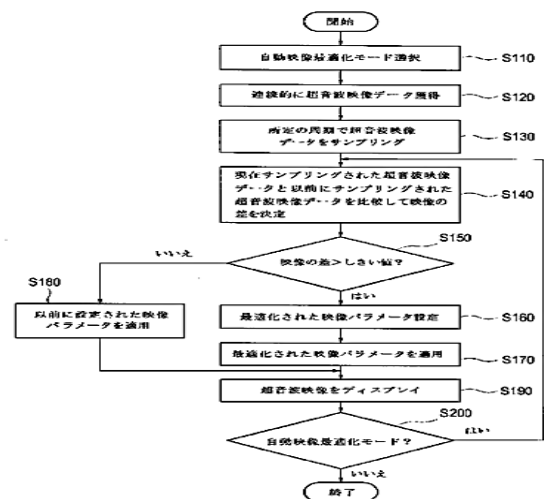 開始
自動映像最適化モード選択
S110
連続的に超音波映像データ獲得
S120
所定の周期で超音波映像
データをサンプリング
S130
現在サンプリングされた超音波映像
データと以前にサンプリングされた
超音波映像データを比較して映像の
差を決定
S140
S150
映像の差>しきい値?
いいえ
はい
S180
以前に設定された映像
パラメータを適用
最適化された映像パラメータ設定
S160
最適化された映像パラメータを適用
S170
超音波映像をディスプレイ
S190
S200
自動映像最適化モード?
はい
いいえ
終了